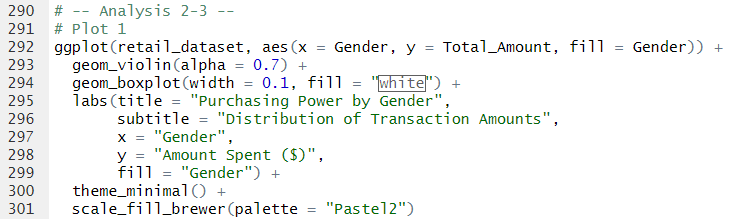 290 # -- Analysis 2-3 --
291 # Plot 1
292 ggplot(retail_dataset, aes(x = Gender, y = Total_Amount, fill = Gender)) +
293   geom_violin(alpha = 0.7) +
294   geom_boxplot(width = 0.1, fill = "white") +
295   labs(title = "Purchasing Power by Gender",
296        subtitle = "Distribution of Transaction Amounts",
297        x = "Gender",
298        y = "Amount Spent ($)",
299        fill = "Gender") +
300   theme_minimal() +
301   scale_fill_brewer(palette = "Pastel2")